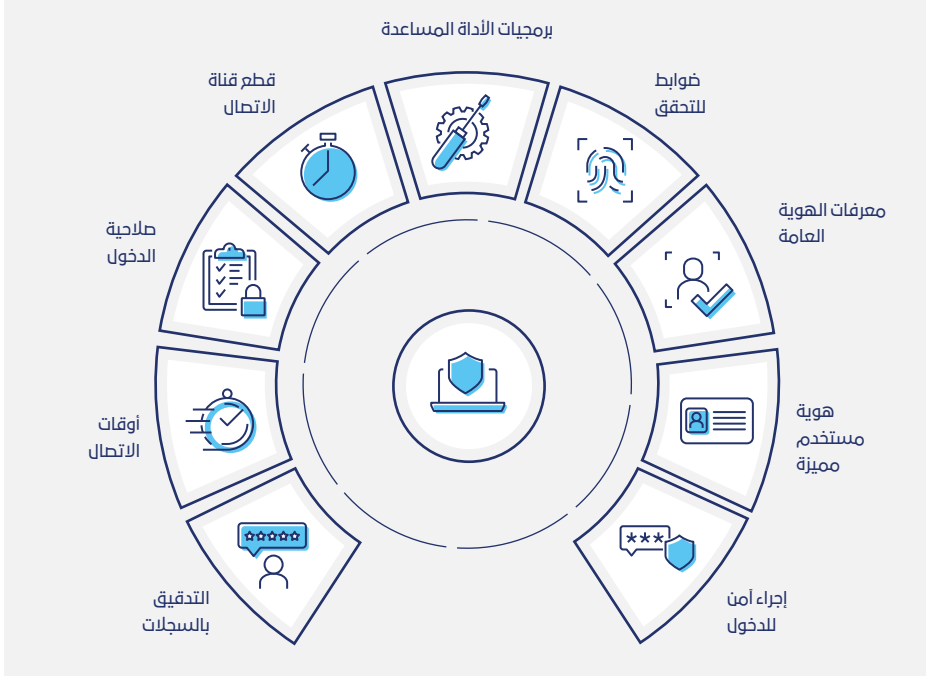 برمجيات الأداة المساعدة
ضوابط
للتحقق
معرفات الهوية
العامة
هوية
مستخدم
مميزة
إجراء آمن
للدخول
قطع قناة
الاتصال
صلاحية
الدخول
أوقات
الاتصال
التدقيق
بالسجلات